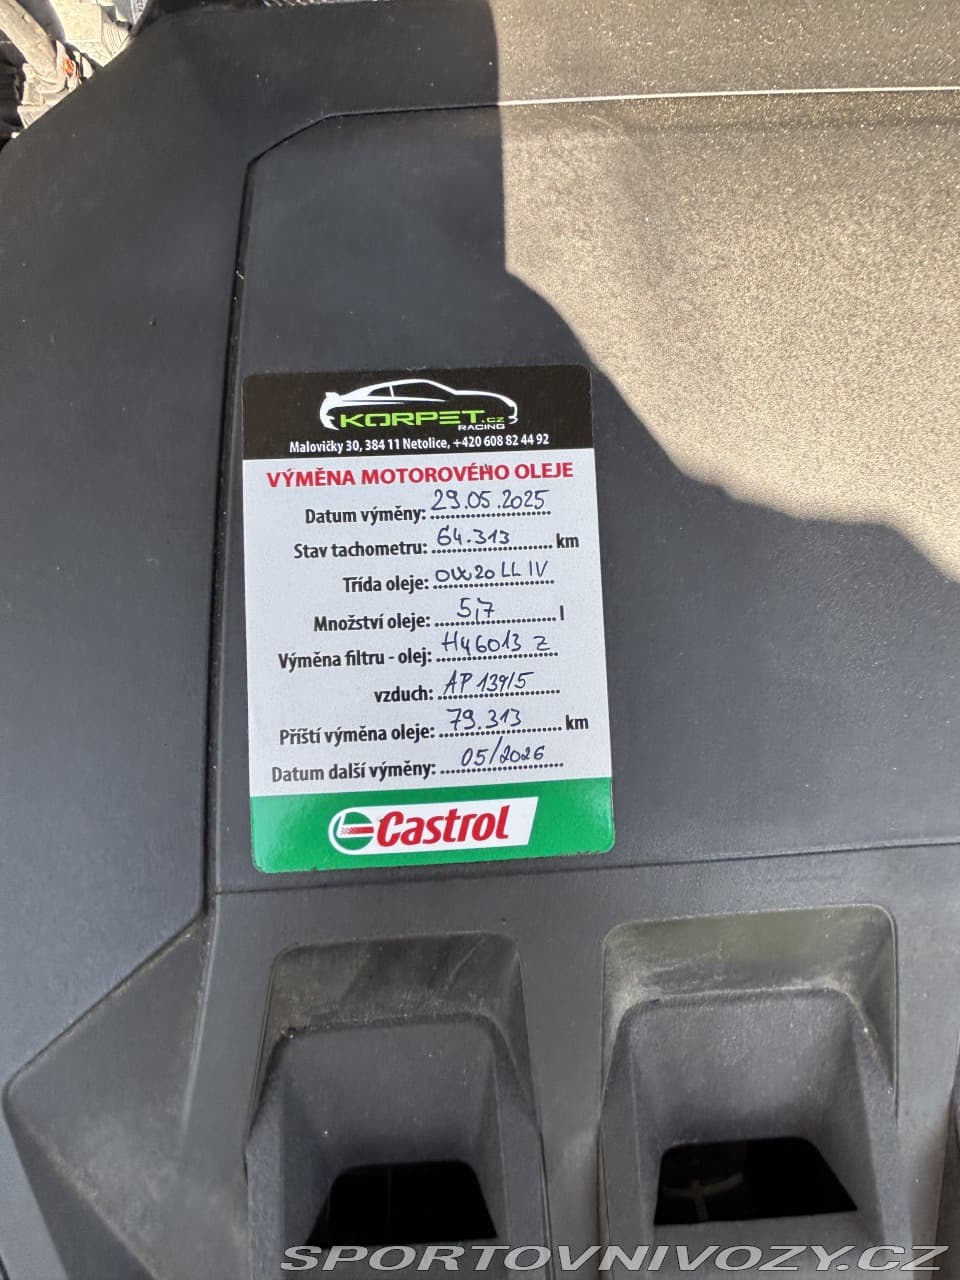 KORPET.CZ
RACING
Malovičky 30, 384 11 Netolice, +420 608 82 44 92
VÝMĚNA MOTOROVÉHO OLEJE
Datum výměny: 29.05.2025
Stav tachometru: 64.313 km
Třída oleje: 0W20 LL IV
Množství oleje: 5,7 l
Výměna filtru - olej: H46013 z
vzduch: AP 139/5
Příští výměna oleje: 79.313 km
Datum další výměny: 05/2026
Castrol
SPORTOVNIVOZY.CZ